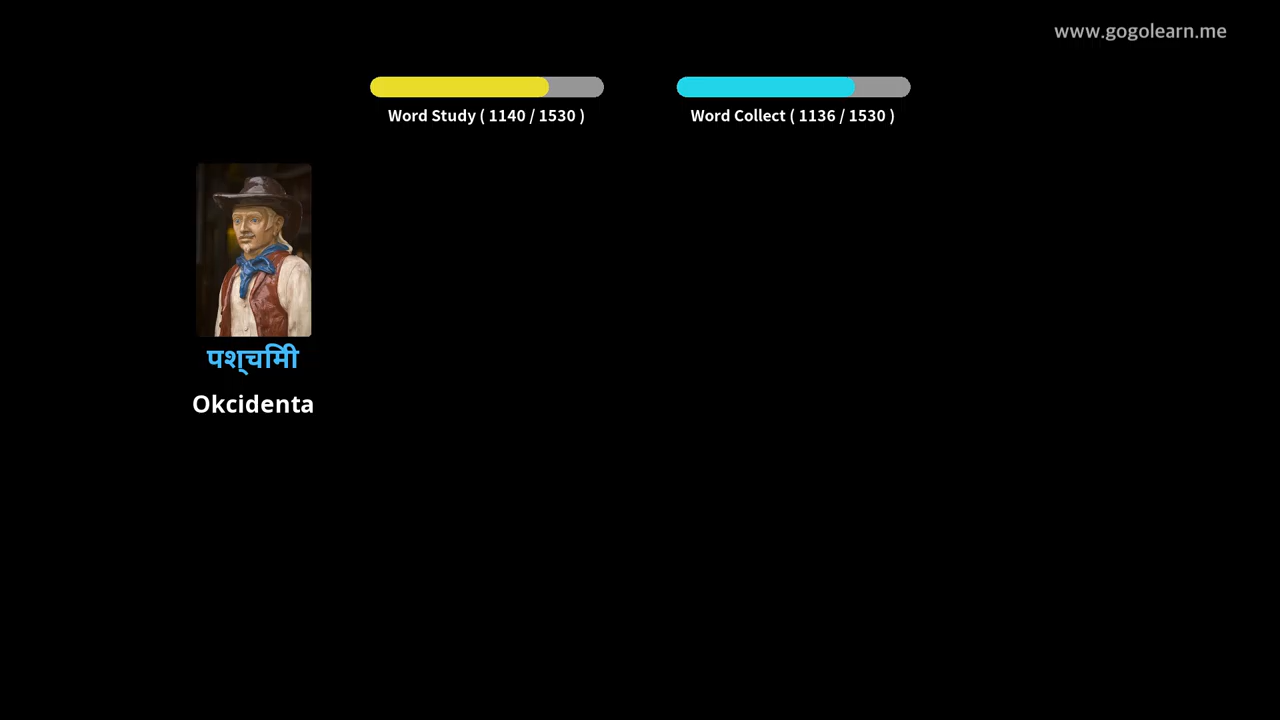 www.gogolearn.me
Word Study ( 1140 / 1530 )
Word Collect ( 1136 / 1530 )
पश्चिमी
Okcidenta